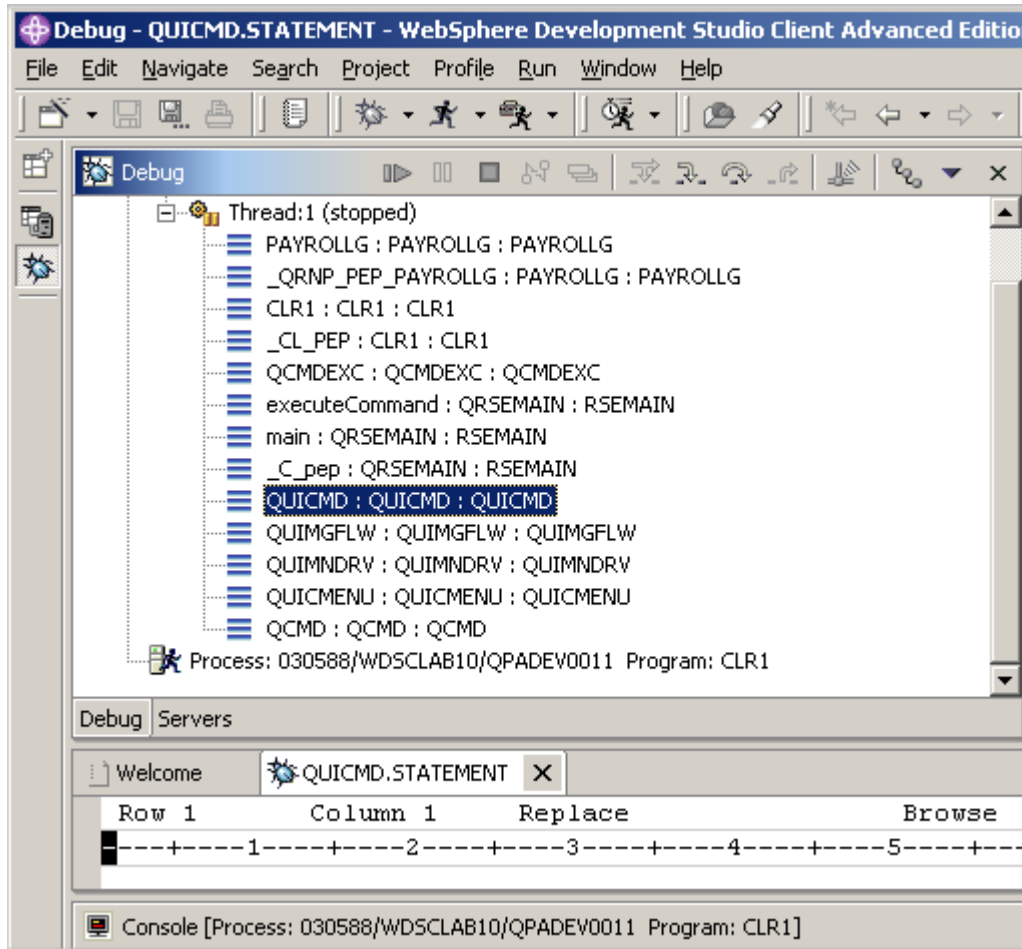 Debug - QUICMD.STATEMENT - WebSphere Development Studio Client Advanced Editio
File Edit Navigate Search Project Profile Run Window Help
Debug
Thread:1 (stopped)
PAYROLLG : PAYROLLG : PAYROLLG
_QRNP_PEP_PAYROLLG : PAYROLLG : PAYROLLG
CLR1 : CLR1 : CLR1
_CL_PEP : CLR1 : CLR1
QCMDEXC : QCMDEXC : QCMDEXC
executeCommand : QRSEMAIN : RSEMAIN
main : QRSEMAIN : RSEMAIN
_C_pep : QRSEMAIN : RSEMAIN
QUICMD : QUICMD : QUICMD
QUIMGFLW : QUIMGFLW : QUIMGFLW
QUIMNDRV : QUIMNDRV : QUIMNDRV
QUICMENU : QUICMENU : QUICMENU
QCMD : QCMD : QCMD
Process: 030588/WDSCLAB10/QPADEV0011 Program: CLR1
Debug Servers
Welcome QUICMD.STATEMENT
Row 1 Column 1 Replace Browse
----+----1----+----2----+----3----+----4----+----5----+---
Console [Process: 030588/WDSCLAB10/QPADEV0011 Program: CLR1]